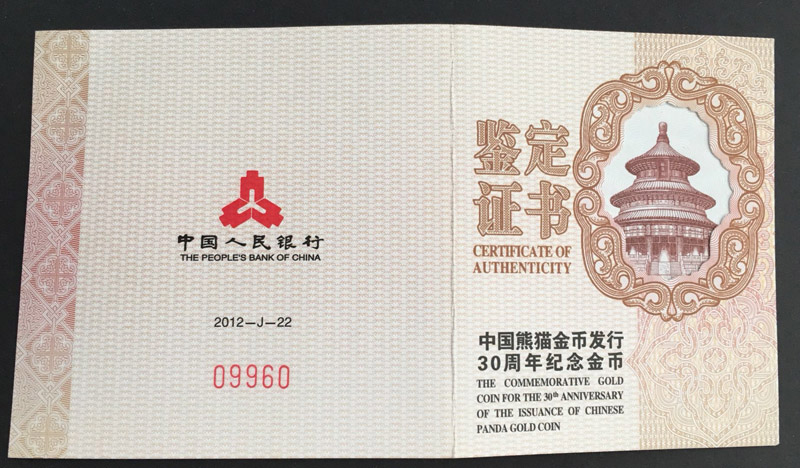 中国人民银行
THE PEOPLE'S BANK OF CHINA
2012－J－22
09960
鉴定
证书
CERTIFICATE OF
AUTHENTICITY
中国熊猫金币发行
30周年纪念金币
THE COMMEMORATIVE GOLD
COIN FOR THE 30th ANNIVERSARY
OF THE ISSUANCE OF CHINESE
PANDA GOLD COIN